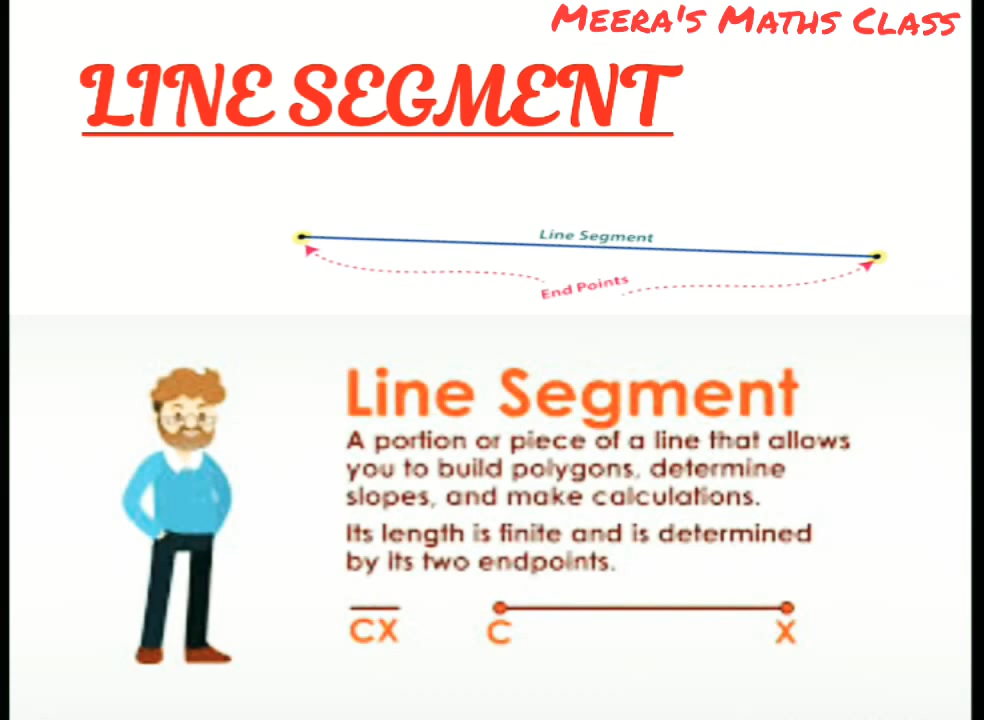 MEERA'S MATHS CLASS
LINE SEGMENT
Line Segment
End Points
Line Segment
A portion or piece of a line that allows
you to build polygons, determine
slopes, and make calculations.
Its length is finite and is determined
by its two endpoints.
CX
C
X